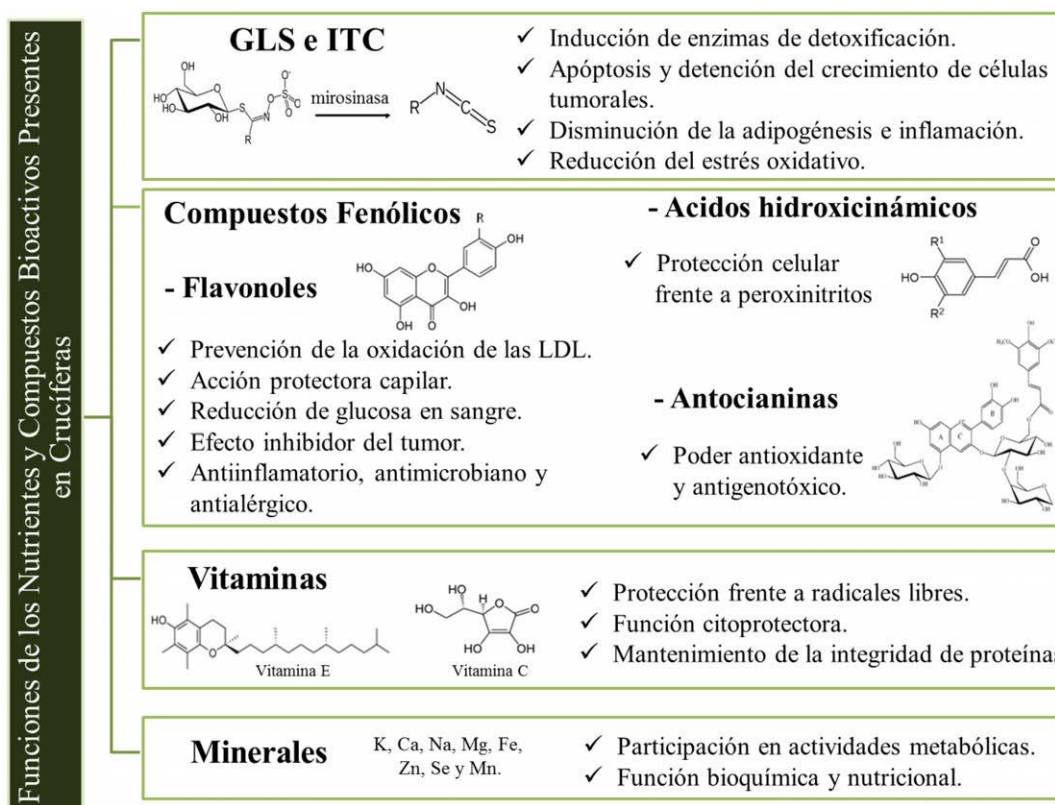 Funciones de los Nutrientes y Compuestos Bioactivos Presentes
en Crucíferas
GLS e ITC
mirosinasa
✓ Inducción de enzimas de detoxificación.
✓ Apóptosis y detención del crecimiento de células
tumorales.
✓ Disminución de la adipogénesis e inflamación.
✓ Reducción del estrés oxidativo.
Compuestos Fenólicos
- Flavonoles
✓ Prevención de la oxidación de las LDL.
✓ Acción protectora capilar.
✓ Reducción de glucosa en sangre.
✓ Efecto inhibidor del tumor.
✓ Antiinflamatorio, antimicrobiano y
antialérgico.
- Acidos hidroxicinámicos
✓ Protección celular
frente a peroxinitritos
- Antocianinas
✓ Poder antioxidante
y antigenotóxico.
Vitaminas
Vitamina E
Vitamina C
✓ Protección frente a radicales libres.
✓ Función citoprotectora.
✓ Mantenimiento de la integridad de proteínas
Minerales
K, Ca, Na, Mg, Fe,
Zn, Se y Mn.
✓ Participación en actividades metabólicas.
✓ Función bioquímica y nutricional.